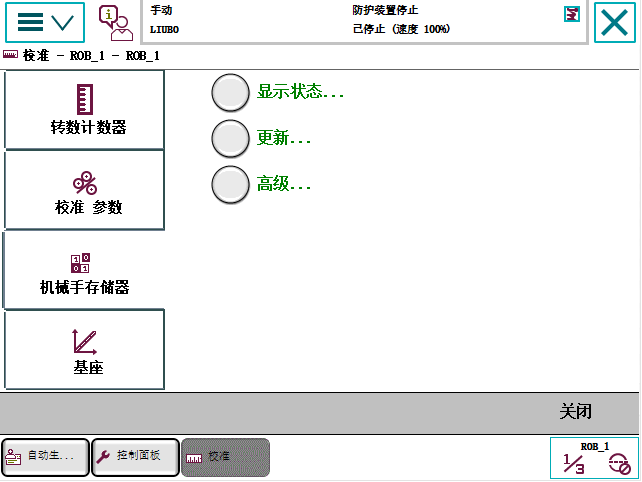 手动
LIUBO
防护装置停止
已停止 (速度 100%)
校准 - ROB_1 - ROB_1
转数计数器
校准 参数
机械手存储器
基座
显示状态...
更新...
高级...
关闭
自动生...
控制面板
校准
ROB_1
1/3